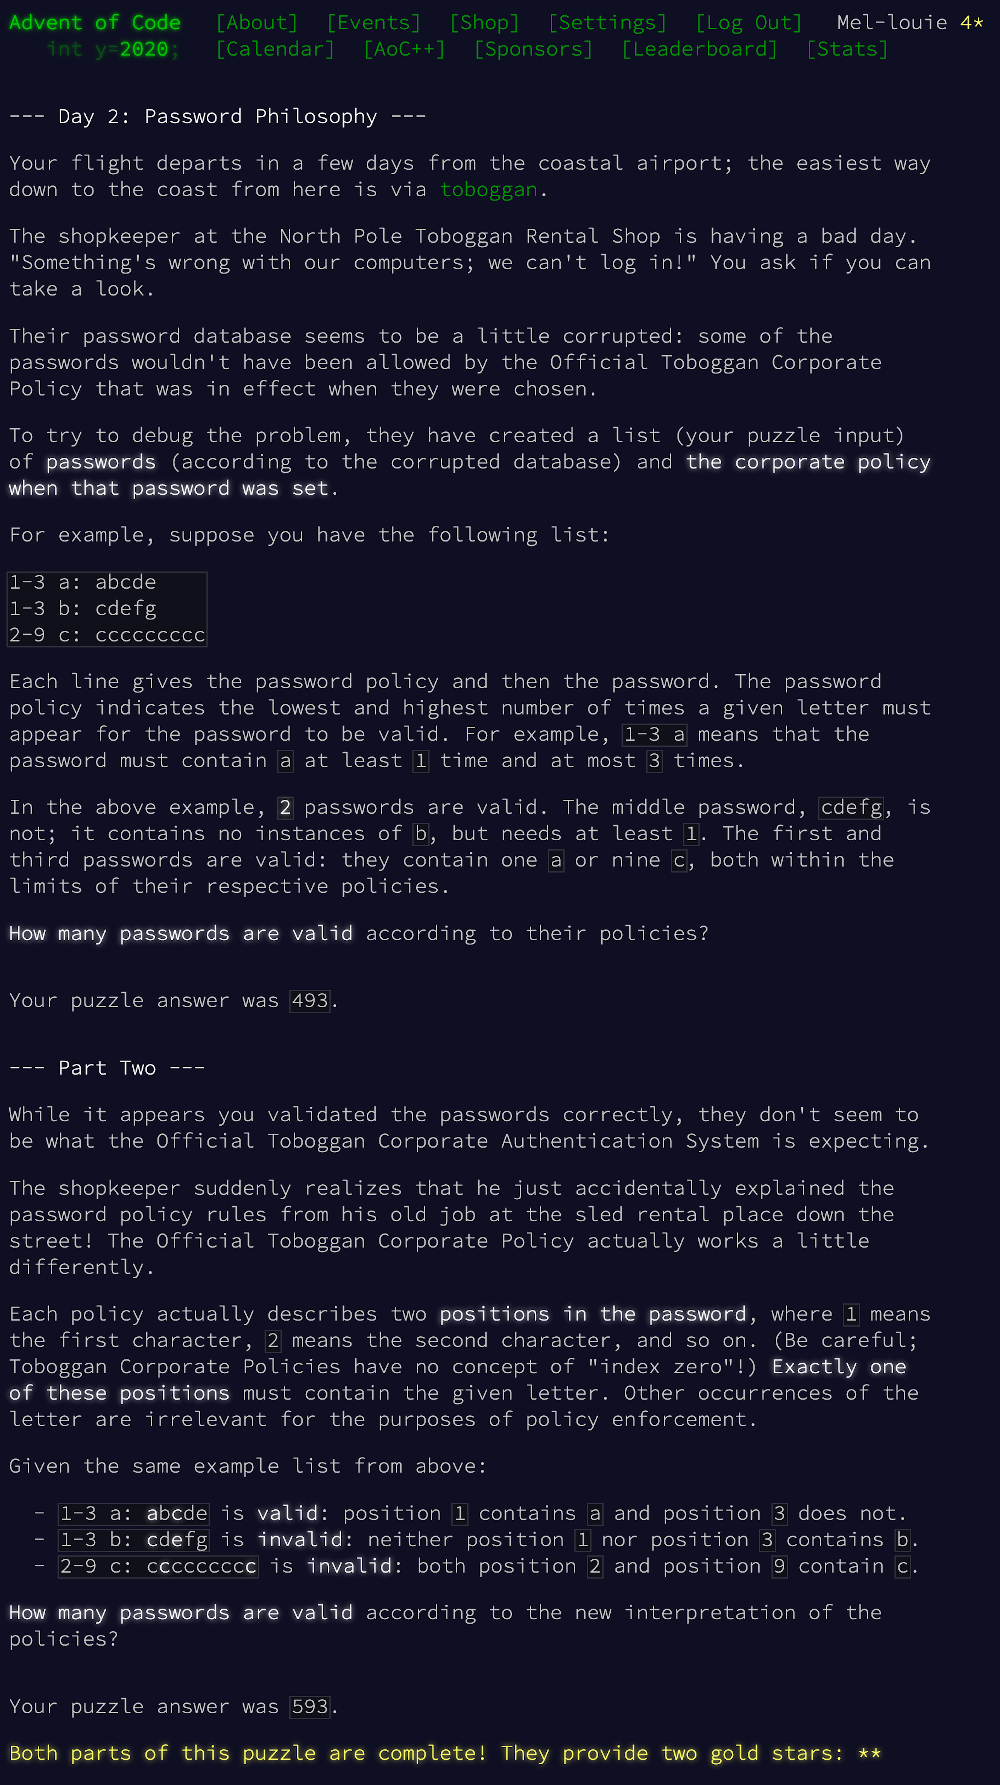 Advent of Code [About] [Events] [Shop] [Settings] [Log Out] Mel-louie 4*
int y=2020; [Calendar] [AoC++] [Sponsors] [Leaderboard] [Stats]
--- Day 2: Password Philosophy ---
Your flight departs in a few days from the coastal airport; the easiest way
down to the coast from here is via toboggan.
The shopkeeper at the North Pole Toboggan Rental Shop is having a bad day.
"Something's wrong with our computers; we can't log in!" You ask if you can
take a look.
Their password database seems to be a little corrupted: some of the
passwords wouldn't have been allowed by the Official Toboggan Corporate
Policy that was in effect when they were chosen.
To try to debug the problem, they have created a list (your puzzle input)
of passwords (according to the corrupted database) and the corporate policy
when that password was set.
For example, suppose you have the following list:
1-3 a: abcde
1-3 b: cdefg
2-9 c: ccccccccc
Each line gives the password policy and then the password. The password
policy indicates the lowest and highest number of times a given letter must
appear for the password to be valid. For example, 1-3 a means that the
password must contain a at least 1 time and at most 3 times.
In the above example, 2 passwords are valid. The middle password, cdefg, is
not; it contains no instances of b, but needs at least 1. The first and
third passwords are valid: they contain one a or nine c, both within the
limits of their respective policies.
How many passwords are valid according to their policies?
Your puzzle answer was 493.
--- Part Two ---
While it appears you validated the passwords correctly, they don't seem to
be what the Official Toboggan Corporate Authentication System is expecting.
The shopkeeper suddenly realizes that he just accidentally explained the
password policy rules from his old job at the sled rental place down the
street! The Official Toboggan Corporate Policy actually works a little
differently.
Each policy actually describes two positions in the password, where 1 means
the first character, 2 means the second character, and so on. (Be careful;
Toboggan Corporate Policies have no concept of "index zero"!) Exactly one
of these positions must contain the given letter. Other occurrences of the
letter are irrelevant for the purposes of policy enforcement.
Given the same example list from above:
- 1-3 a: abcde is valid: position 1 contains a and position 3 does not.
- 1-3 b: cdefg is invalid: neither position 1 nor position 3 contains b.
- 2-9 c: ccccccccc is invalid: both position 2 and position 9 contain c.
How many passwords are valid according to the new interpretation of the
policies?
Your puzzle answer was 593.
Both parts of this puzzle are complete! They provide two gold stars: **